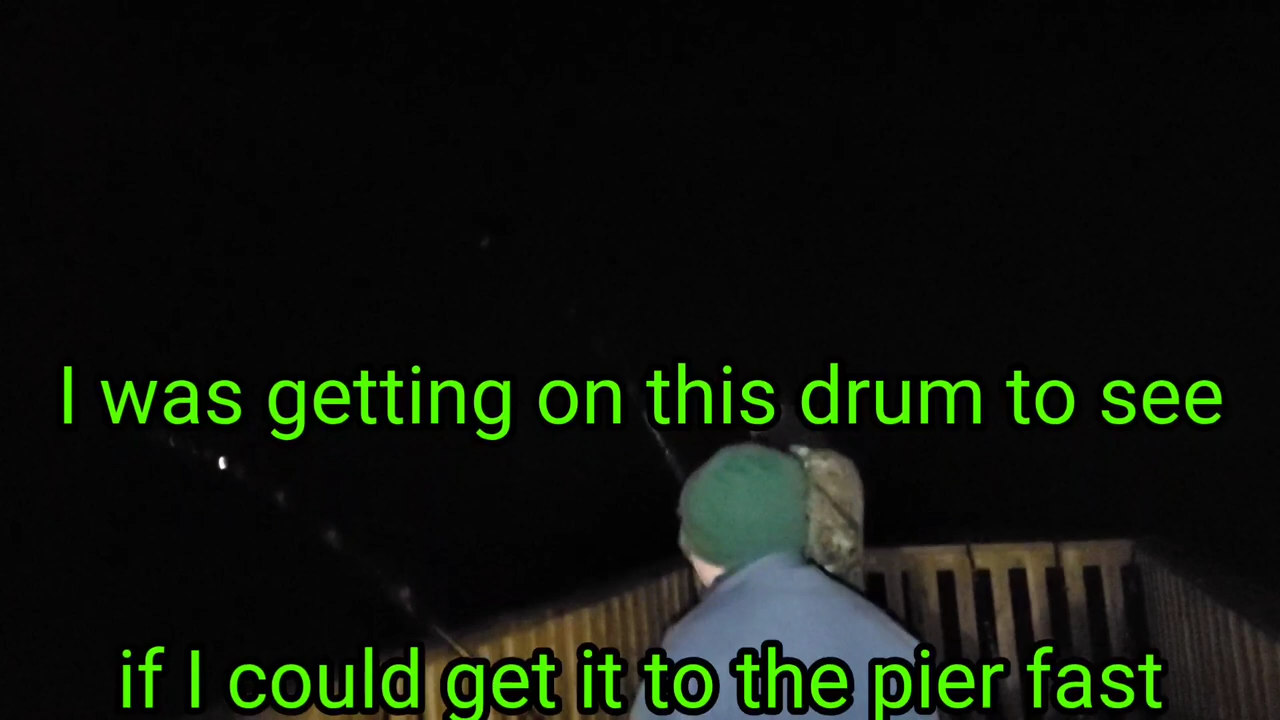 I was getting on this drum to see
if I could get it to the pier fast